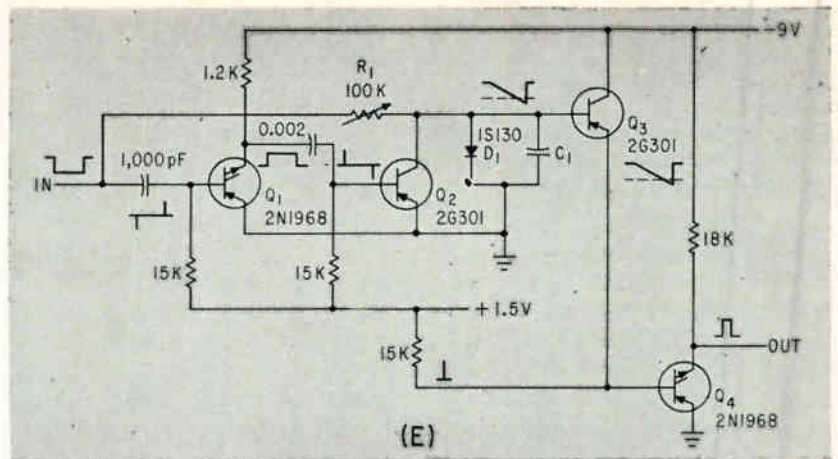 -9V
1.2K
R1
100K
0.002
1S130
D1
C1
Q3
2G301
1,000pF
IN
Q1
2N1968
Q2
2G301
18K
15K
15K
+1.5V
15K
OUT
Q4
2N1968
(E)